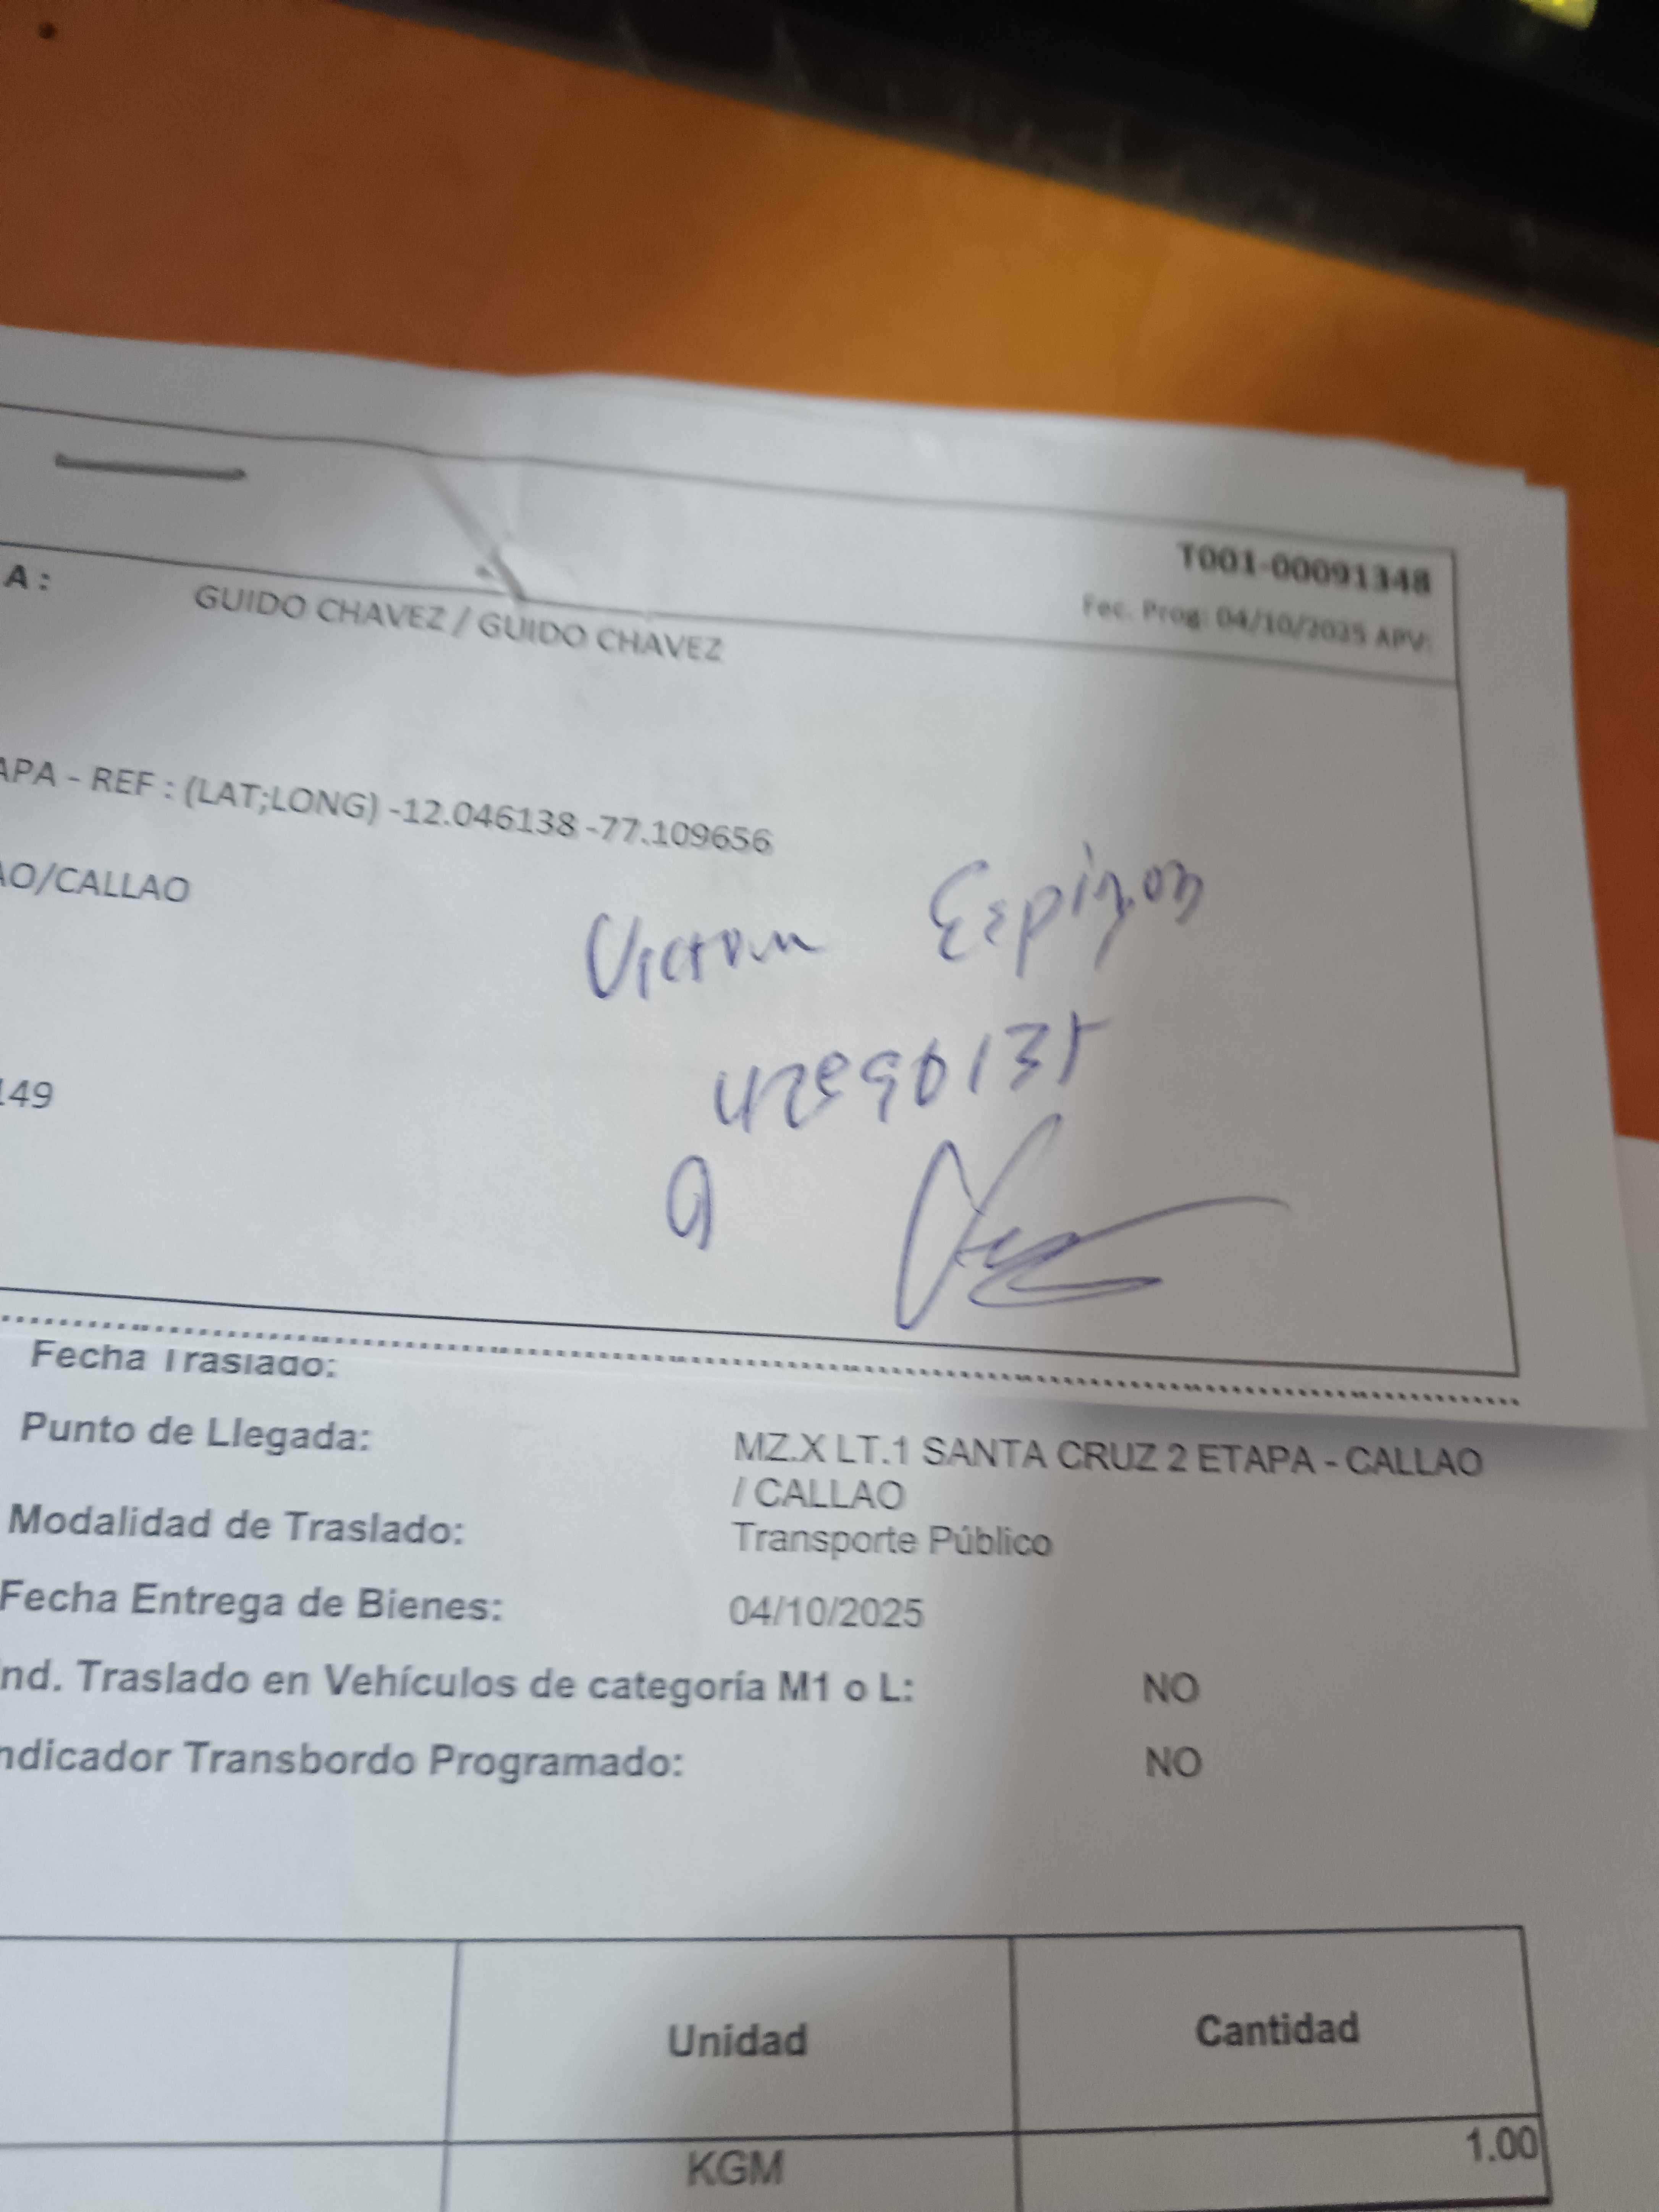 T001-00091348
Fec. Prog: 04/10/2025 APV:
A : GUIDO CHAVEZ / GUIDO CHAVEZ
APA - REF : (LAT;LONG) -12.046138 -77.109656
AO/CALLAO
149
Fecha Traslado:
Punto de Llegada: MZ.X LT.1 SANTA CRUZ 2 ETAPA - CALLAO
/ CALLAO
Modalidad de Traslado: Transporte Público
Fecha Entrega de Bienes: 04/10/2025
nd. Traslado en Vehículos de categoría M1 o L: NO
ndicador Transbordo Programado: NO
Unidad Cantidad
KGM 1.00